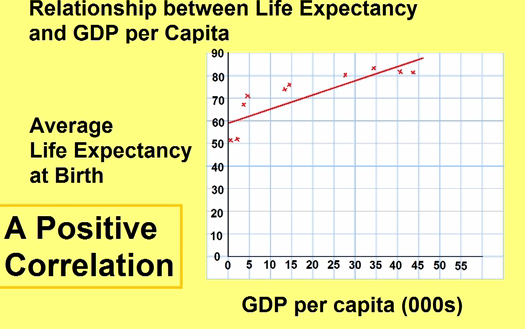 Relationship between Life Expectancy
and GDP per Capita
90
80
70
60
50
40
30
20
10
0
Average
Life Expectancy
at Birth
A Positive
Correlation
0 5 10 15 20 25 30 35 40 45 50 55
GDP per capita (000s)